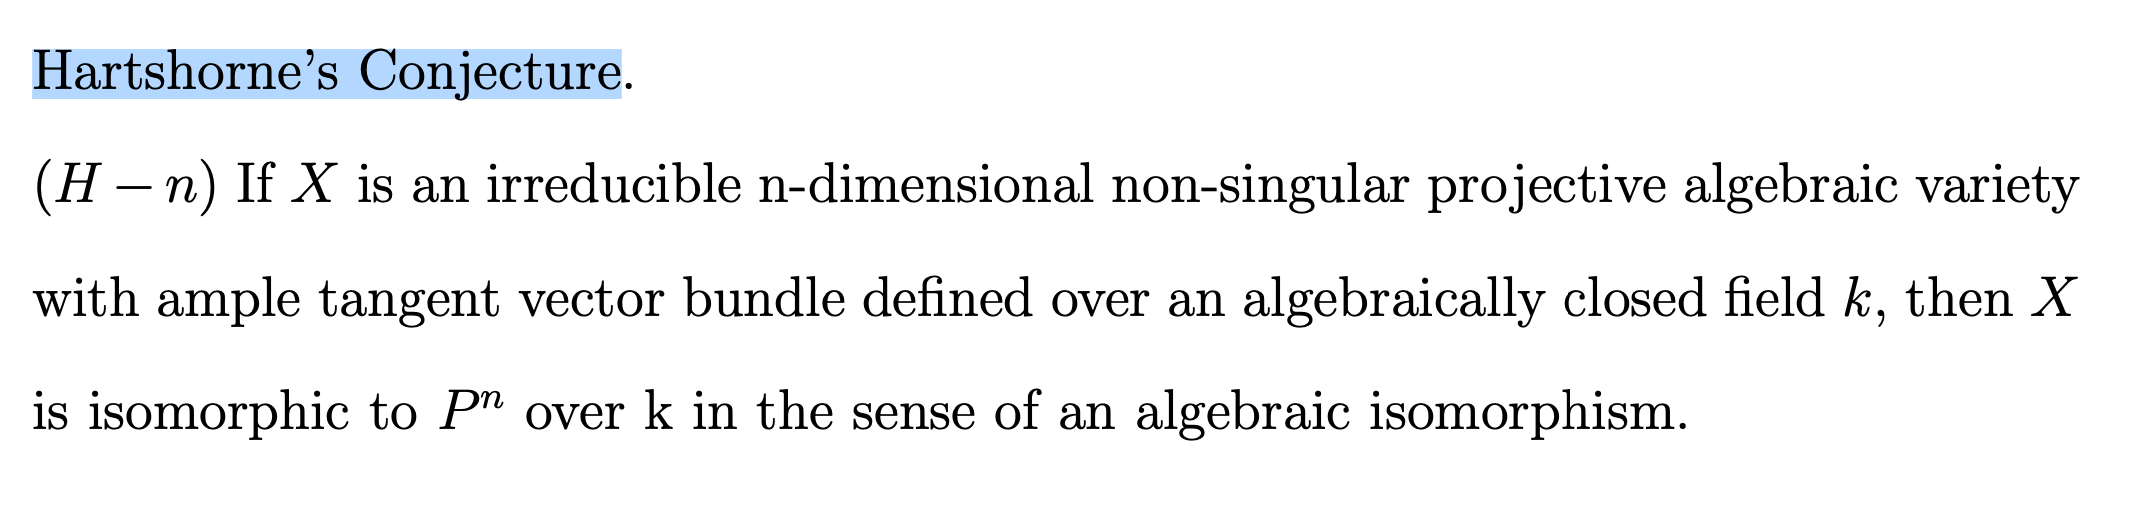 Hartshorne's Conjecture.
(H – n) If X is an irreducible n-dimensional non-singular projective algebraic variety
with ample tangent vector bundle defined over an algebraically closed field k, then X
is isomorphic to Pⁿ over k in the sense of an algebraic isomorphism.